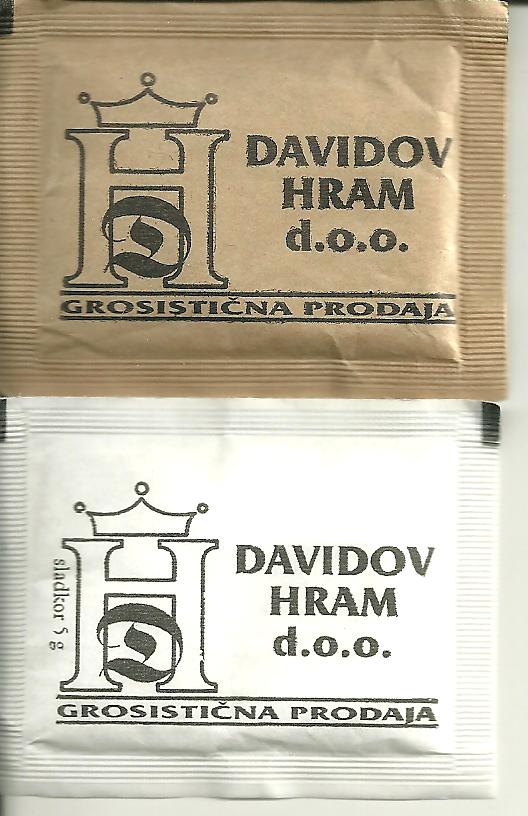 H
DAVIDOV
HRAM
d.o.o.
GROSISTIČNA PRODAJA
sladkor 5 g
H
DAVIDOV
HRAM
d.o.o.
GROSISTIČNA PRODAJA